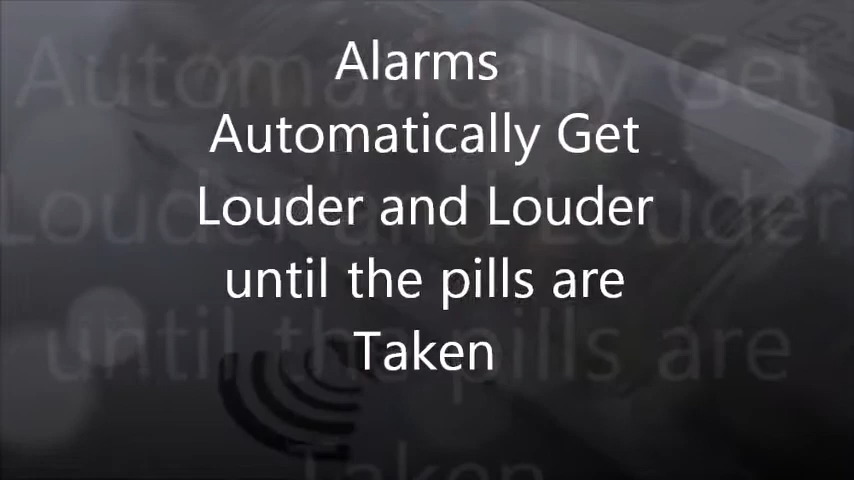 Alarms
Automatically Get
Louder and Louder
until the pills are
Taken